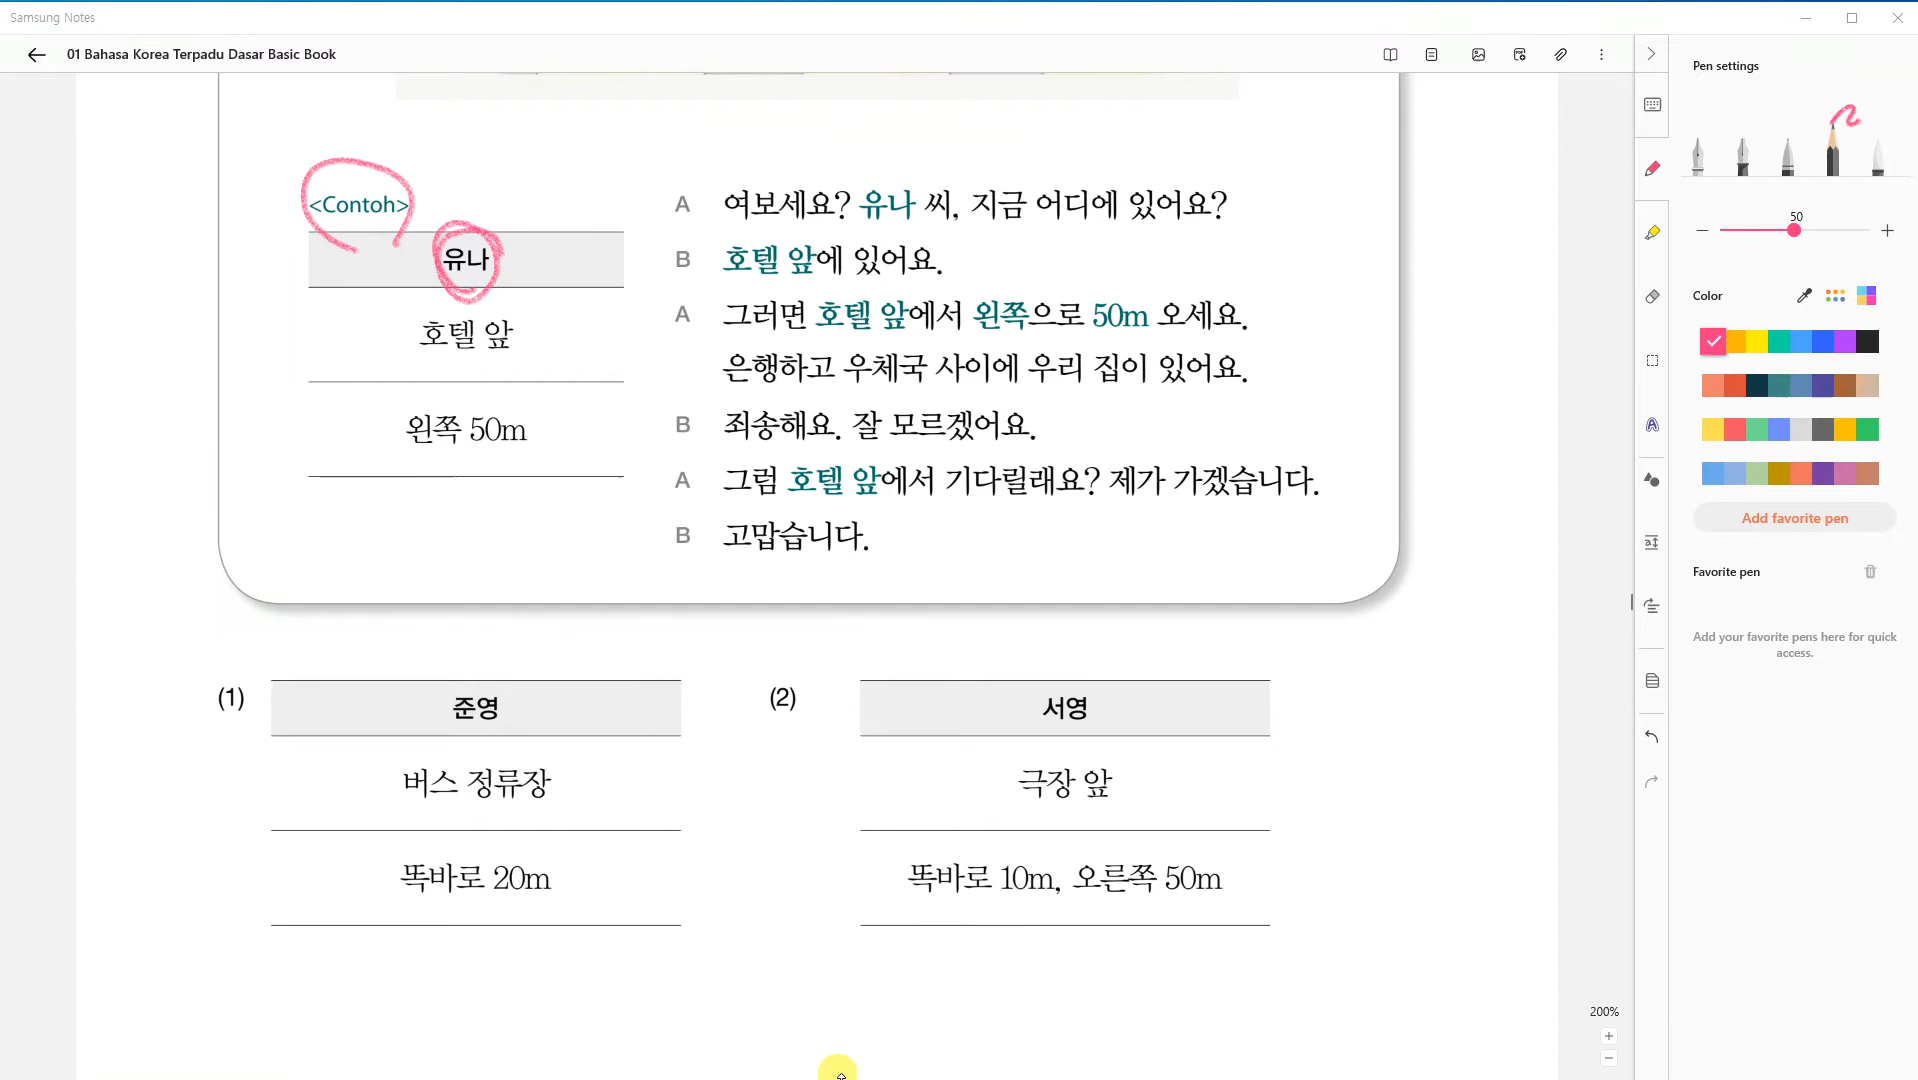 Samsung Notes
01 Bahasa Korea Terpadu Dasar Basic Book
Pen settings
50
Color
Add favorite pen
Favorite pen
Add your favorite pens here for quick
access.
<Contoh>
유나
호텔 앞
왼쪽 50m
A 여보세요? 유나 씨, 지금 어디에 있어요?
B 호텔 앞에 있어요.
A 그러면 호텔 앞에서 왼쪽으로 50m 오세요.
은행하고 우체국 사이에 우리 집이 있어요.
B 죄송해요. 잘 모르겠어요.
A 그럼 호텔 앞에서 기다릴래요? 제가 가겠습니다.
B 고맙습니다.
(1) 준영
버스 정류장
똑바로 20m
(2) 서영
극장 앞
똑바로 10m, 오른쪽 50m
200%